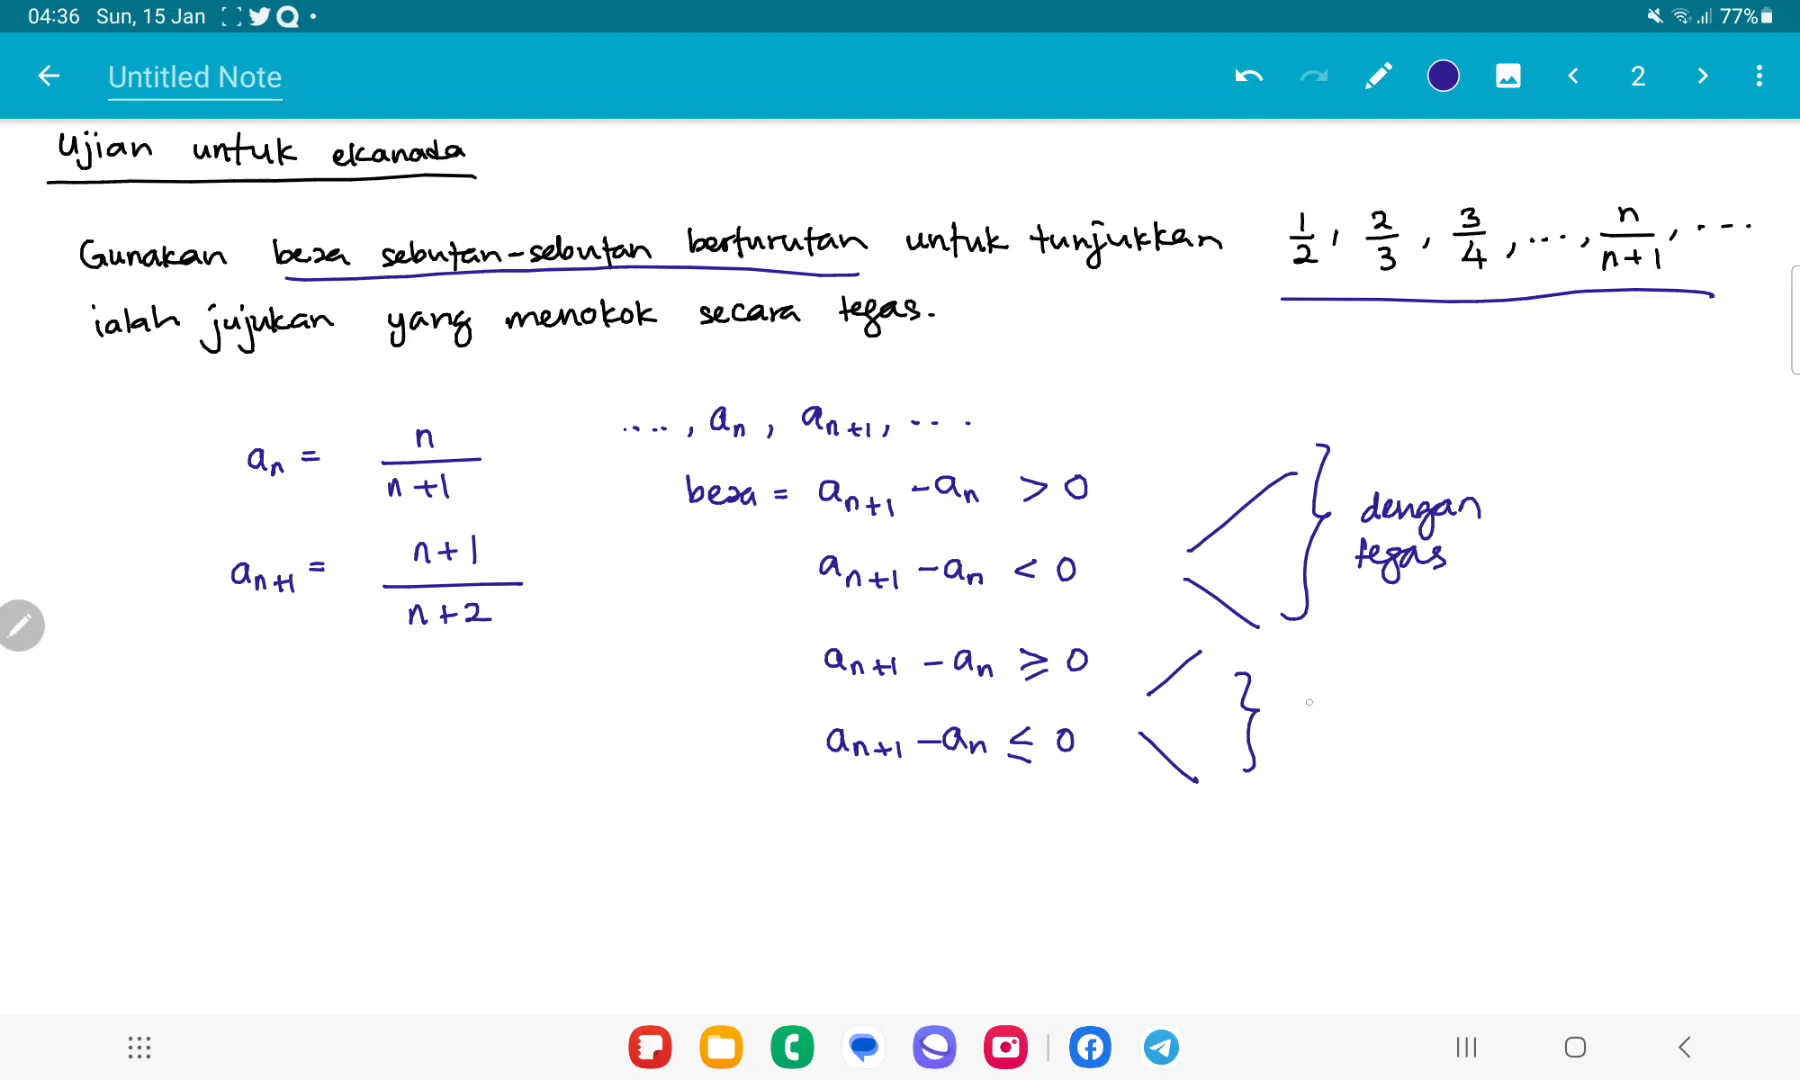 04:36 Sun, 15 Jan 77%
Untitled Note 2
Ujian untuk ekanada
Gunakan beza sebutan-sebutan berturutan untuk tunjukkan 1/2, 2/3, 3/4, ..., n/n+1, ...
ialah jujukan yang menokok secara tegas.
...., an, an+1, ...
an = n/n+1
beza = an+1 - an > 0
dengan
tegas
an+1 = n+1/n+2
an+1 - an < 0
an+1 - an ≥ 0
an+1 - an ≤ 0